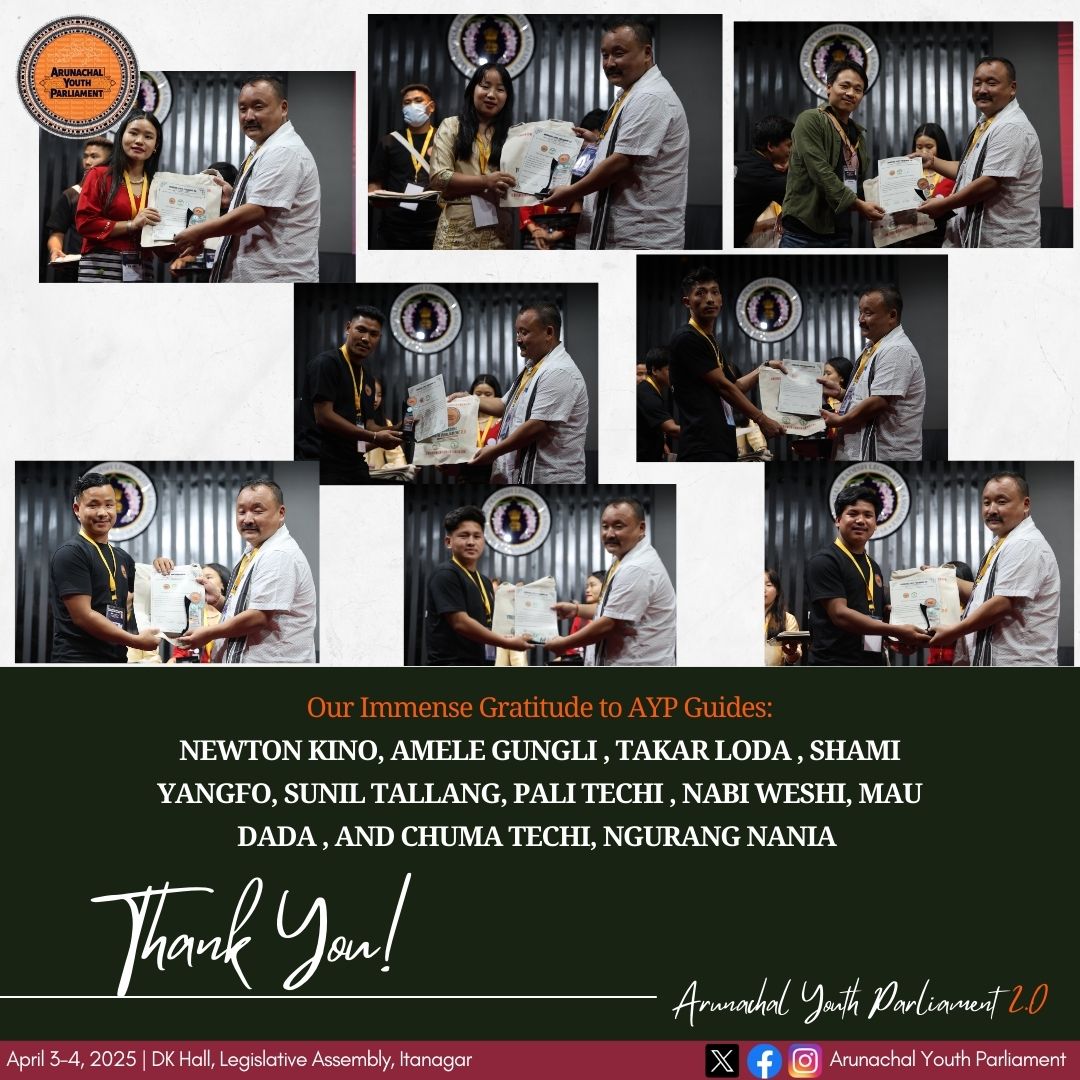 ARUNACHAL
YOUTH
PARLIAMENT
Our Immense Gratitude to AYP Guides:
NEWTON KINO, AMELE GUNGLI , TAKAR LODA , SHAMI
YANGFO, SUNIL TALLANG, PALI TECHI , NABI WESHI, MAU
DADA , AND CHUMA TECHI, NGURANG NANIA
Thank You!
Arunachal Youth Parliament 2.0
April 3-4, 2025 | DK Hall, Legislative Assembly, Itanagar
Arunachal Youth Parliament